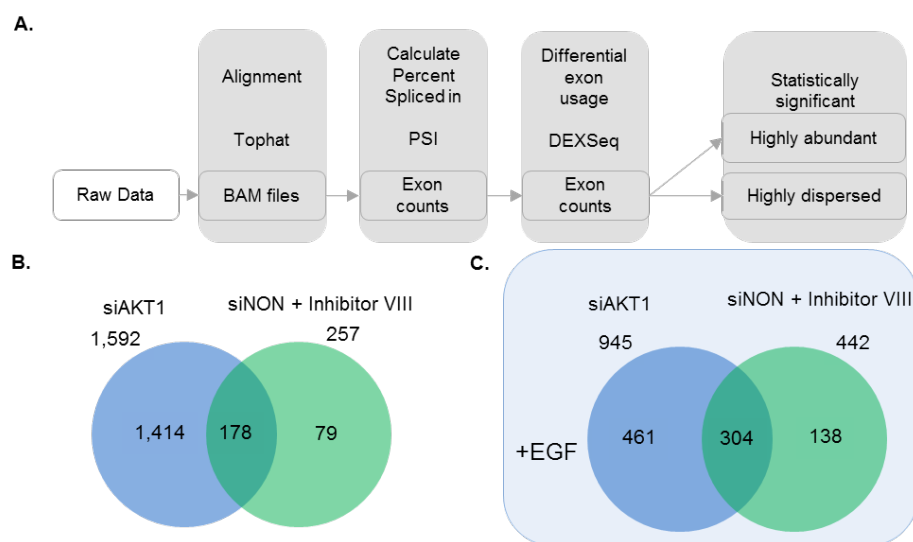 A.
Alignment
Tophat
BAM files
Calculate
Percent
Spliced in
PSI
Exon
counts
Differential
exon
usage
DEXSeq
Exon
counts
Statistically
significant
Highly abundant
Highly dispersed
Raw Data
B.
siAKT1
1,592
siNON + Inhibitor VIII
257
1,414
178
79
C.
siAKT1
945
siNON + Inhibitor VIII
442
+EGF
461
304
138